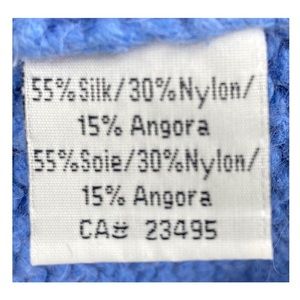 55%Silk/30%Nylon/
15% Angora
55%Soie/30%Nylon/
15% Angora
CA# 23495